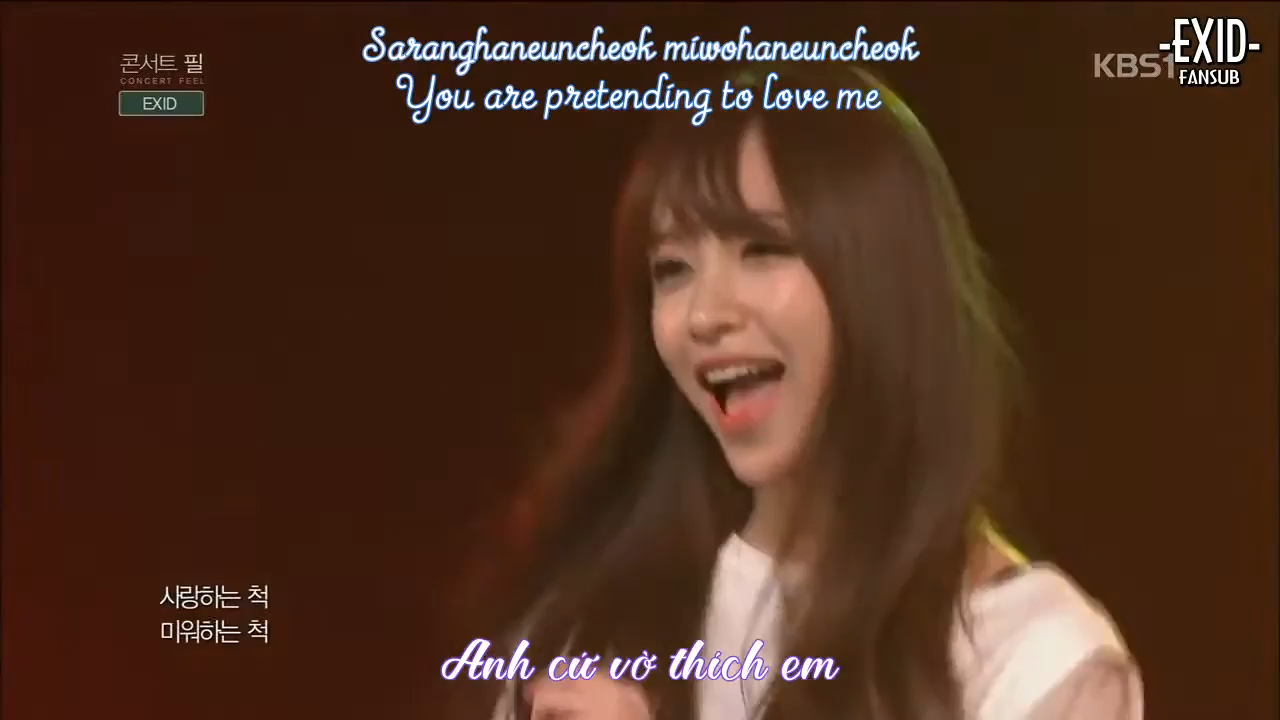 Saranghaneuncheok miwohaneuncheok
You are pretending to love me
-EXID-
FANSUB
KBS1
콘서트 필
CONCERT FEEL
EXID
사랑하는 척
미워하는 척
Anh cứ vờ thích em